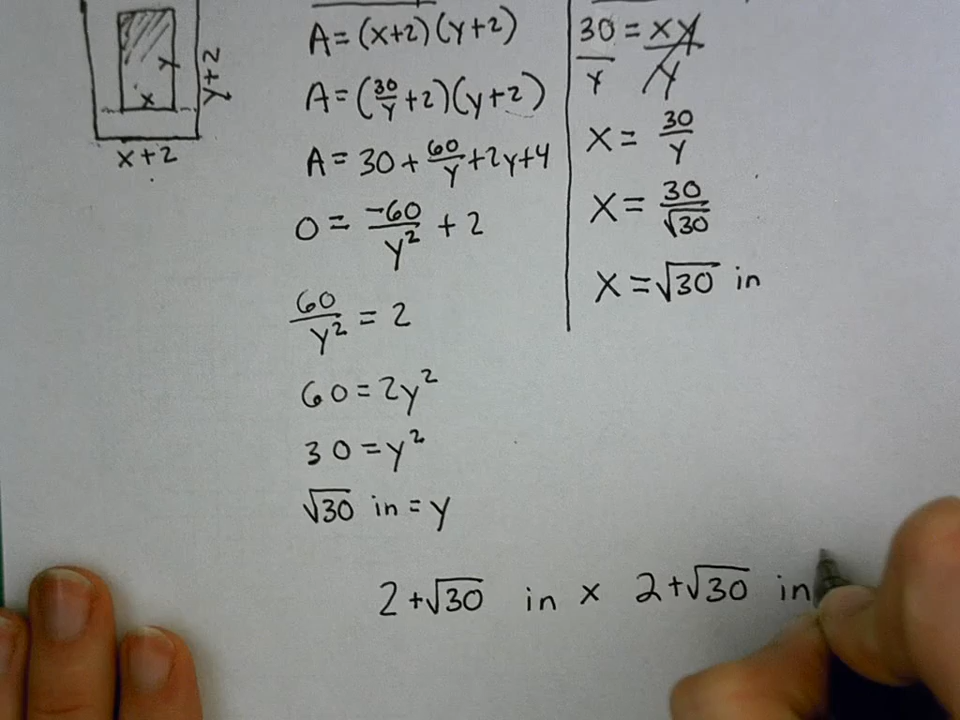 x
y
y+2
x+2
A=(x+2)(y+2)
A=(30/y+2)(y+2)
A=30+60/y+2y+4
0=-60/y²+2
60/y²=2
60=2y²
30=y²
√30 in=y
30/y=xy/y
x=30/y
x=30/√30
x=√30 in
2+√30 in x 2+√30 in